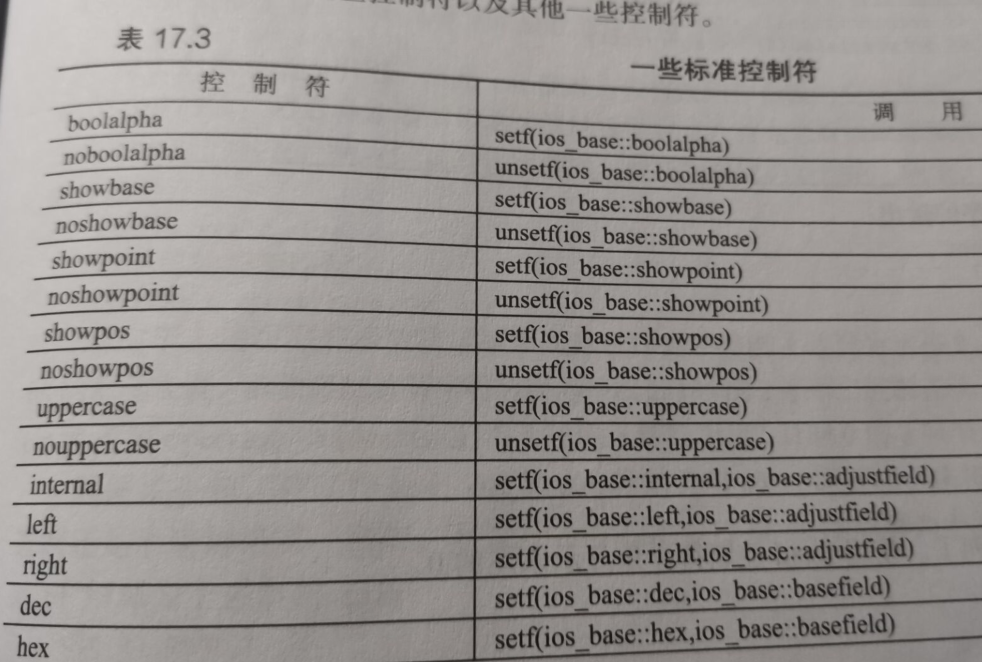 控制符以及其他一些控制符。
表 17.3
一些标准控制符
控 制 符 调 用
boolalpha setf(ios_base::boolalpha)
noboolalpha unsetf(ios_base::boolalpha)
showbase setf(ios_base::showbase)
noshowbase unsetf(ios_base::showbase)
showpoint setf(ios_base::showpoint)
noshowpoint unsetf(ios_base::showpoint)
showpos setf(ios_base::showpos)
noshowpos unsetf(ios_base::showpos)
uppercase setf(ios_base::uppercase)
nouppercase unsetf(ios_base::uppercase)
internal setf(ios_base::internal,ios_base::adjustfield)
left setf(ios_base::left,ios_base::adjustfield)
right setf(ios_base::right,ios_base::adjustfield)
dec setf(ios_base::dec,ios_base::basefield)
hex setf(ios_base::hex,ios_base::basefield)